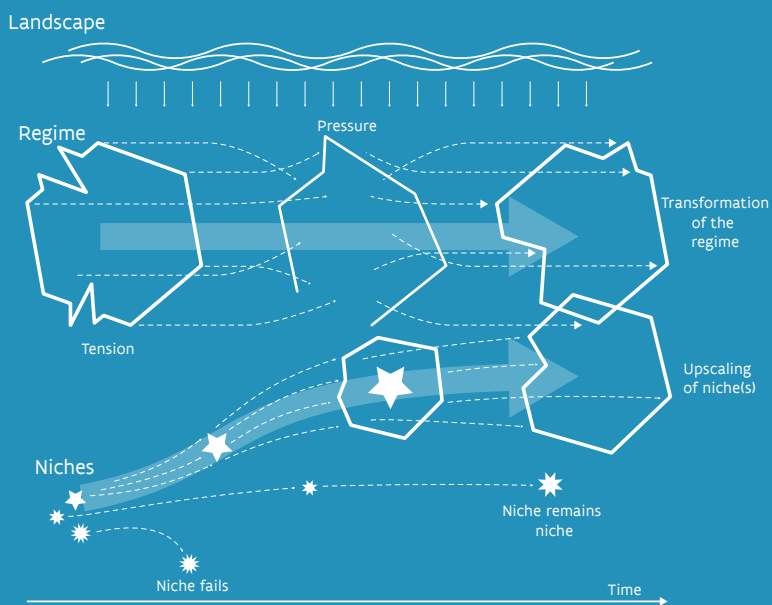 Landscape
Pressure
Regime
Transformation
of the
regime
Tension
Upscaling
of niche(s)
Niches
Niche remains
niche
Niche fails
Time